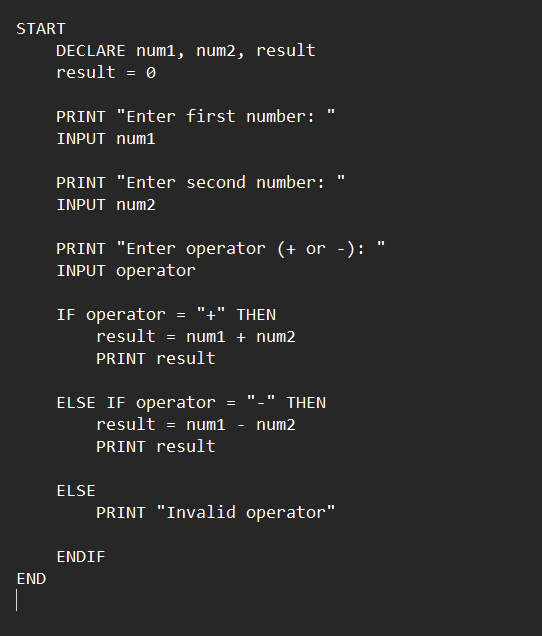 START
    DECLARE num1, num2, result
    result = 0

    PRINT "Enter first number: "
    INPUT num1

    PRINT "Enter second number: "
    INPUT num2

    PRINT "Enter operator (+ or -): "
    INPUT operator

    IF operator = "+" THEN
        result = num1 + num2
        PRINT result

    ELSE IF operator = "-" THEN
        result = num1 - num2
        PRINT result

    ELSE
        PRINT "Invalid operator"

    ENDIF
END